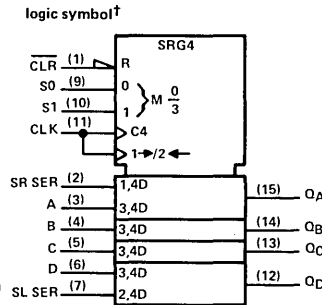 logic symbol†
SRG4
CLR (1) R
S0 (9) 0
M 0/3
S1 (10) 1
CLK (11) C4
1→/2←
SR SER (2) 1,4D
A (3) 3,4D (15) QA
B (4) 3,4D (14) QB
C (5) 3,4D (13) QC
D (6) 3,4D (12) QD
SL SER (7) 2,4D